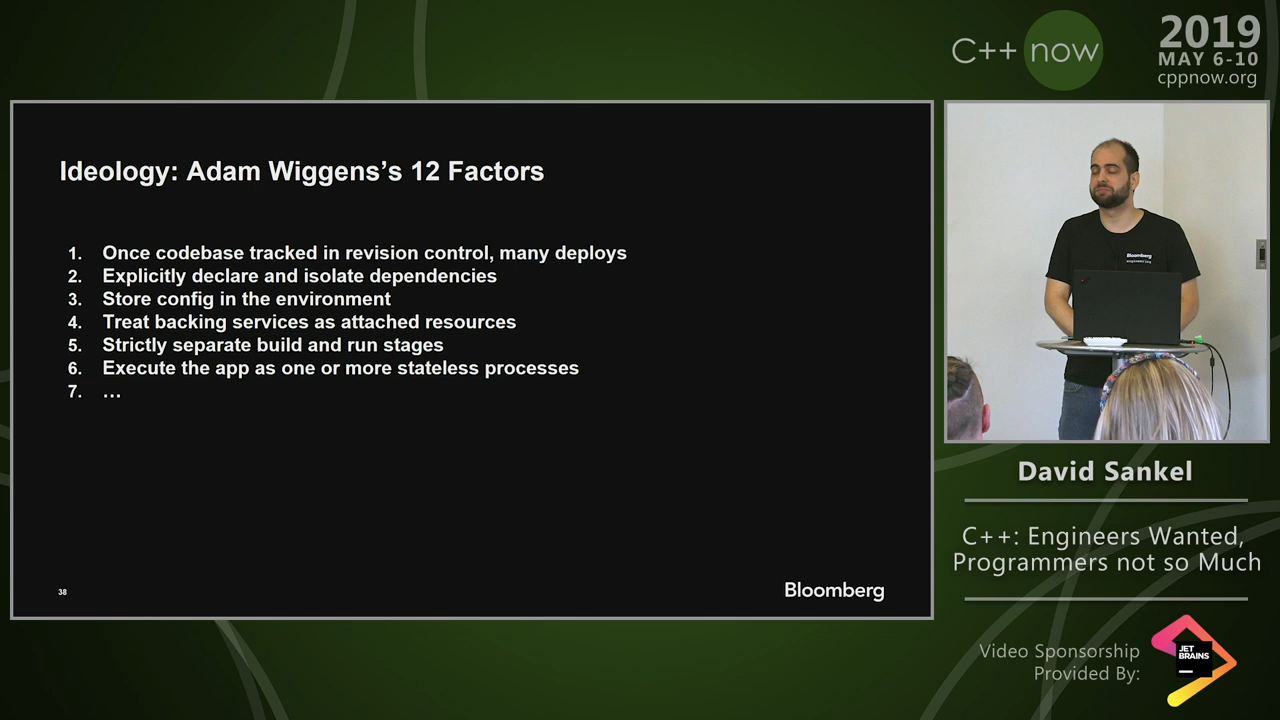 C++ now
2019
MAY 6-10
cppnow.org
Ideology: Adam Wiggens’s 12 Factors
1. Once codebase tracked in revision control, many deploys
2. Explicitly declare and isolate dependencies
3. Store config in the environment
4. Treat backing services as attached resources
5. Strictly separate build and run stages
6. Execute the app as one or more stateless processes
7. …
38
Bloomberg
Bloomberg
engineering
David Sankel
C++: Engineers Wanted,
Programmers not so Much
Video Sponsorship
Provided By:
JET
BRAINS